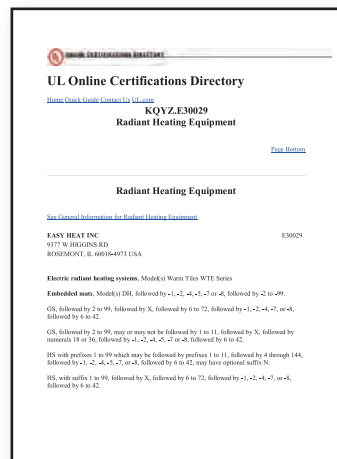 ONLINE CERTIFICATIONS DIRECTORY
UL Online Certifications Directory
Home Quick Guide Contact Us UL.com
KQYZ.E30029
Radiant Heating Equipment
Page Bottom
Radiant Heating Equipment
See General Information for Radiant Heating Equipment
EASY HEAT INC E30029
9377 W HIGGINS RD
ROSEMONT, IL 60018-4973 USA
Electric radiant heating systems, Model(s) Warm Tiles WTE Series
Embedded mats, Model(s) DH, followed by -1, -2, -4, -5, -7 or -8, followed by -2 to -99.
GS, followed by 2 to 99, followed by X, followed by 6 to 72, followed by -1, -2, -4, -7, or -8,
followed by 6 to 42.
GS, followed by 2 to 99, may or may not be followed by 1 to 11, followed by X, followed by
numerals 18 or 36, followed by -1, -2, -4, -5, -7 or -8, followed by 6 to 42.
HS with prefixes 1 to 99 which may be followed by prefixes 1 to 11, followed by 4 through 144,
followed by -1, -2, -4, -5, -7, or -8, followed by 6 to 42, may have optional suffix N.
HS, with suffix 1 to 99, followed by X, followed by 6 to 72, followed by -1, -2, -4, -7, or -8,
followed by 6 to 42.